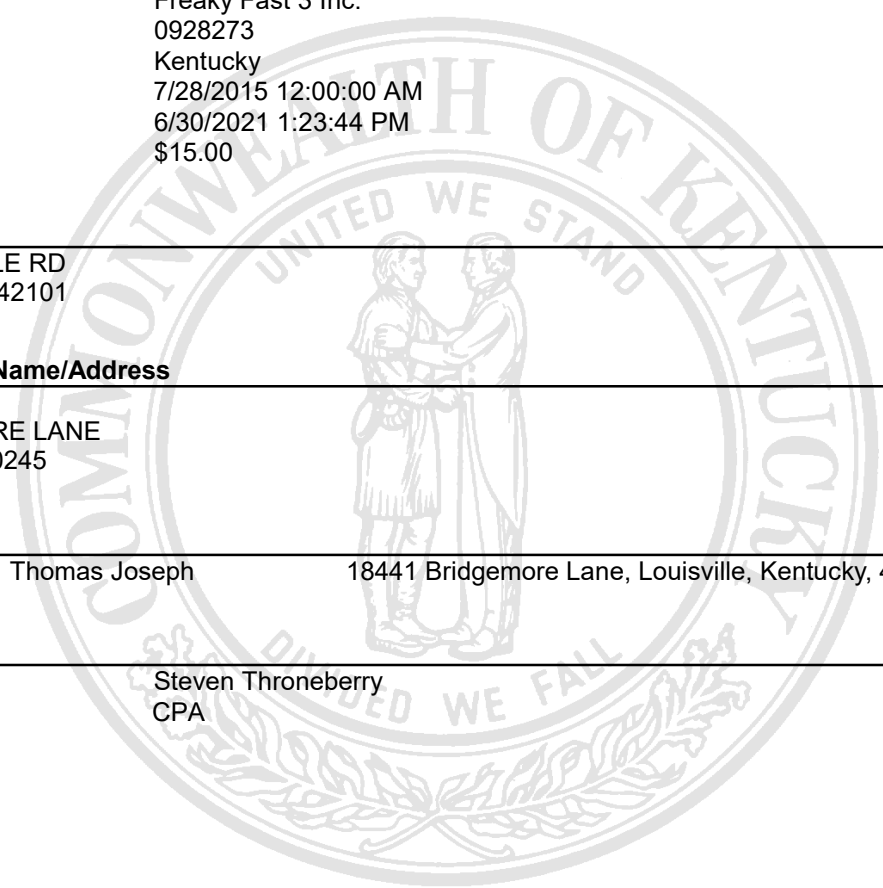 Freaky Fast 3 Inc.
0928273
Kentucky
7/28/2015 12:00:00 AM
6/30/2021 1:23:44 PM
$15.00
COMMONWEALTH OF KENTUCKY
UNITED WE STAND
LE RD
42101
Name/Address
RE LANE
0245
Thomas Joseph 18441 Bridgemore Lane, Louisville, Kentucky, 4
DIVIDED WE FALL
Steven Throneberry
CPA